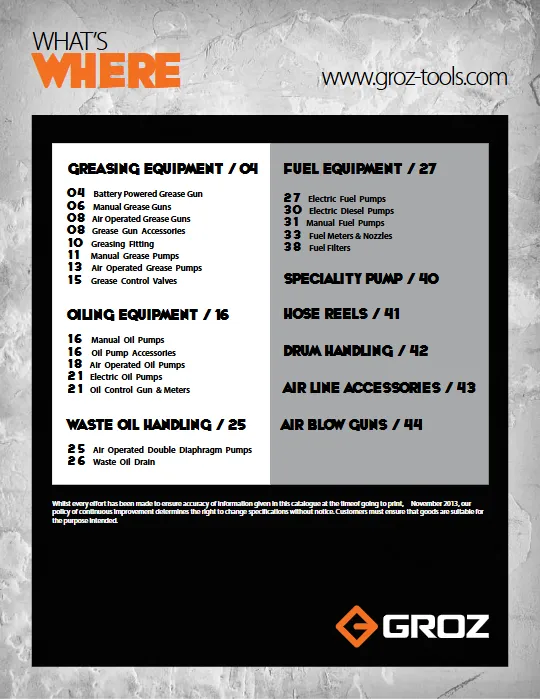 WHAT'S
WHERE
www.groz-tools.com
GREASING EQUIPMENT / 04
04 Battery Powered Grease Gun
06 Manual Grease Guns
08 Air Operated Grease Guns
08 Grease Gun Accessories
10 Greasing Fitting
11 Manual Grease Pumps
13 Air Operated Grease Pumps
15 Grease Control Valves
OILING EQUIPMENT / 16
16 Manual Oil Pumps
16 Oil Pump Accessories
18 Air Operated Oil Pumps
21 Electric Oil Pumps
21 Oil Control Gun & Meters
WASTE OIL HANDLING / 25
25 Air Operated Double Diaphragm Pumps
26 Waste Oil Drain
FUEL EQUIPMENT / 27
27 Electric Fuel Pumps
30 Electric Diesel Pumps
31 Manual Fuel Pumps
33 Fuel Meters & Nozzles
38 Fuel Filters
SPECIALITY PUMP / 40
HOSE REELS / 41
DRUM HANDLING / 42
AIR LINE ACCESSORIES / 43
AIR BLOW GUNS / 44
Whilst every effort has been made to ensure accuracy of information given in this catalogue at the timeof going to print, November 2013, our
policy of continuous improvement determines the right to change specifications without notice. Customers must ensure that goods are suitable for
the purpose intended.
GROZ